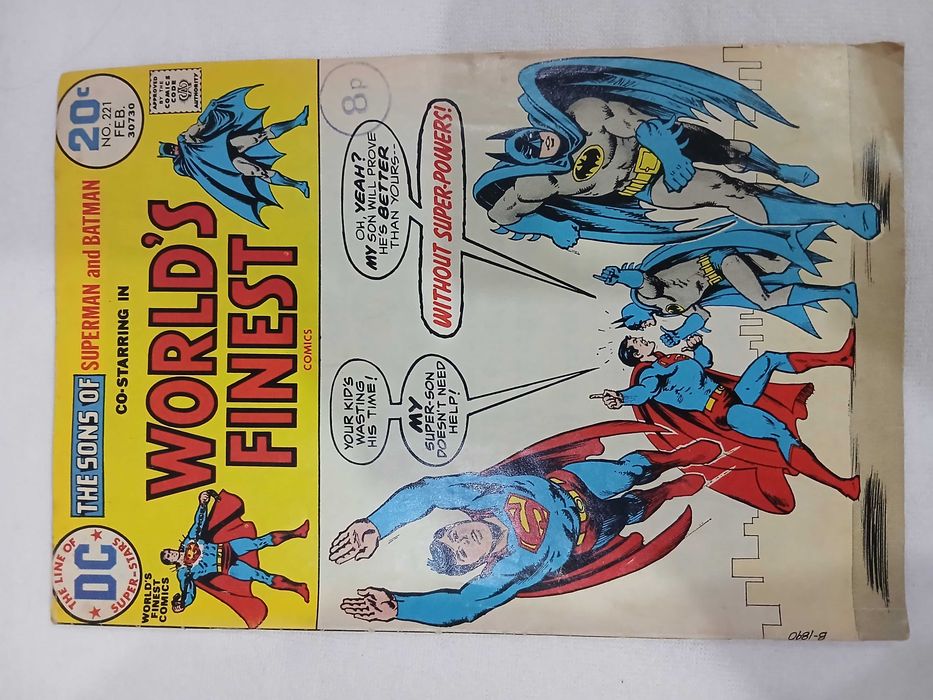 THE LINE OF
DC
SUPER-STARS
WORLD'S
FINEST
COMICS
THE SONS OF SUPERMAN and BATMAN
CO-STARRING IN
WORLD'S
FINEST
COMICS
20¢
NO. 221
FEB.
30730
APPROVED
BY THE
COMICS
CODE
AUTHORITY
8p
YOUR KID'S
WASTING
HIS TIME!
MY
SUPER-SON
DOESN'T NEED
HELP!
OH, YEAH?
MY SON WILL PROVE
HE'S BETTER
THAN YOURS--
WITHOUT SUPER-POWERS!
B-1890